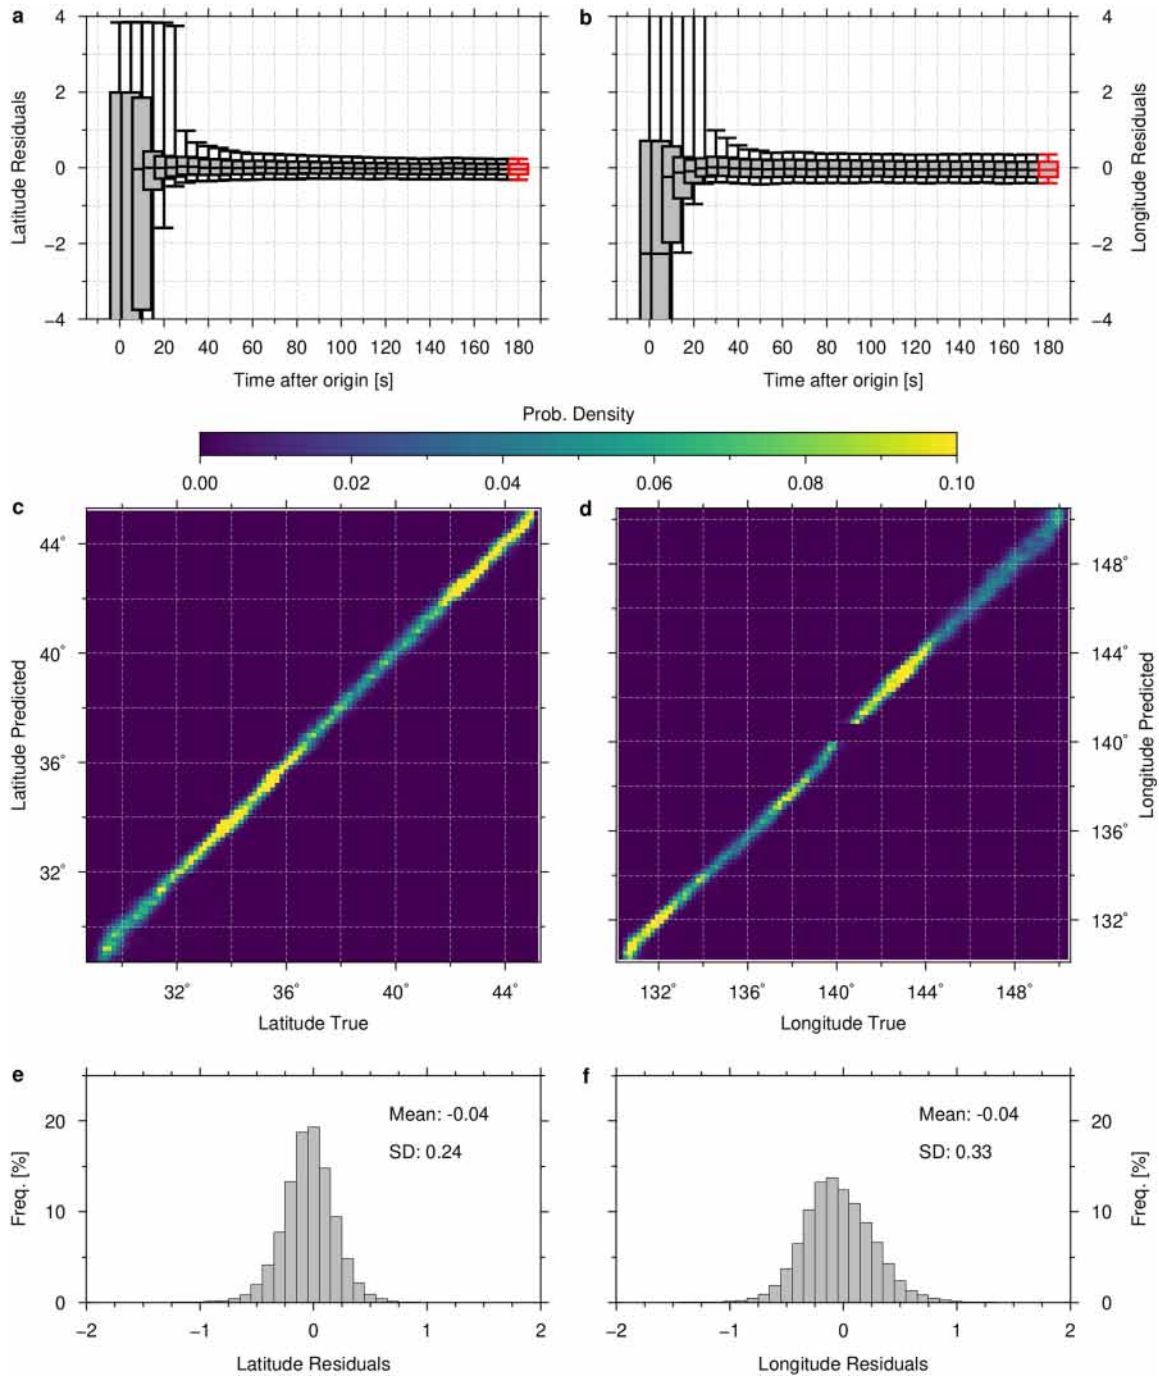 a
b
4
2
0
−2
−4
Latitude Residuals
4
2
0
−2
−4
Longitude Residuals
0 20 40 60 80 100 120 140 160 180
0 20 40 60 80 100 120 140 160 180
Time after origin [s]
Time after origin [s]
Prob. Density
0.00 0.02 0.04 0.06 0.08 0.10
c
d
44°
40°
36°
32°
Latitude Predicted
148°
144°
140°
136°
132°
Longitude Predicted
32° 36° 40° 44°
132° 136° 140° 144° 148°
Latitude True
Longitude True
e
f
20
10
0
Freq. [%]
Mean: -0.04
SD: 0.24
Mean: -0.04
SD: 0.33
20
10
0
Freq. [%]
−2 −1 0 1 2
−2 −1 0 1 2
Latitude Residuals
Longitude Residuals